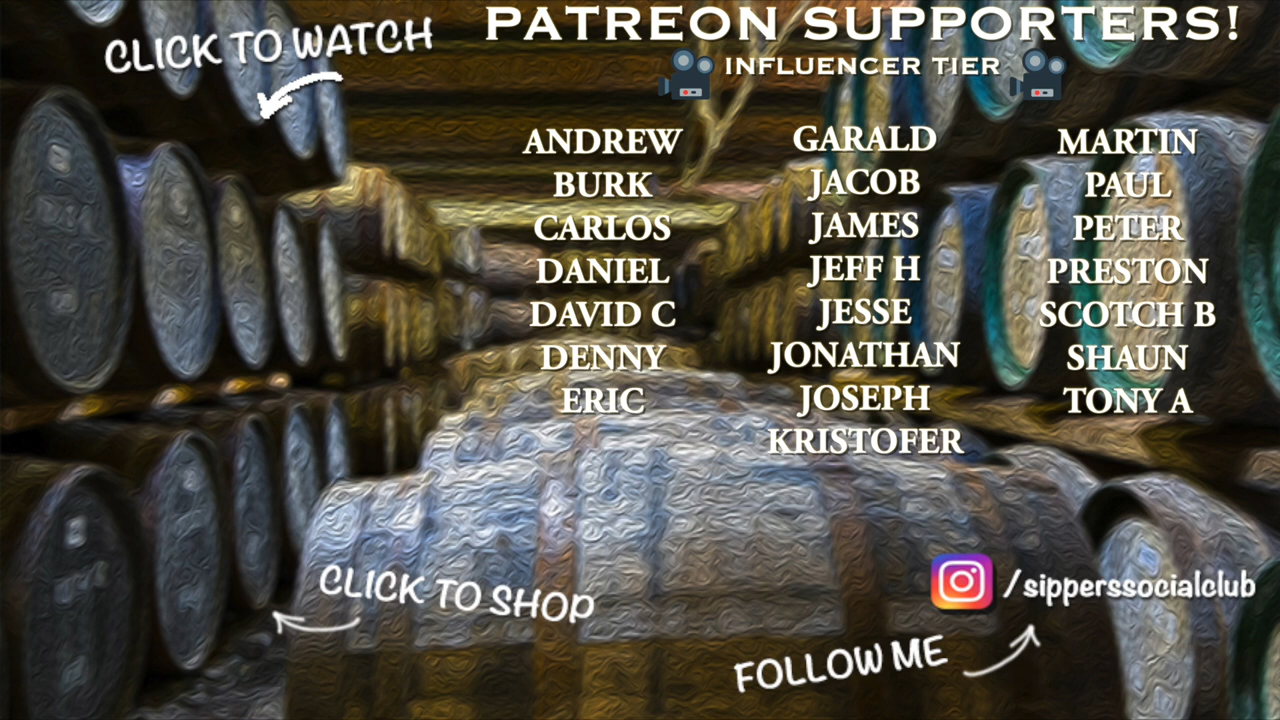 CLICK TO WATCH
PATREON SUPPORTERS!
INFLUENCER TIER
ANDREW
BURK
CARLOS
DANIEL
DAVID C
DENNY
ERIC
GARALD
JACOB
JAMES
JEFF H
JESSE
JONATHAN
JOSEPH
KRISTOFER
MARTIN
PAUL
PETER
PRESTON
SCOTCH B
SHAUN
TONY A
CLICK TO SHOP
/sipperssocialclub
FOLLOW ME